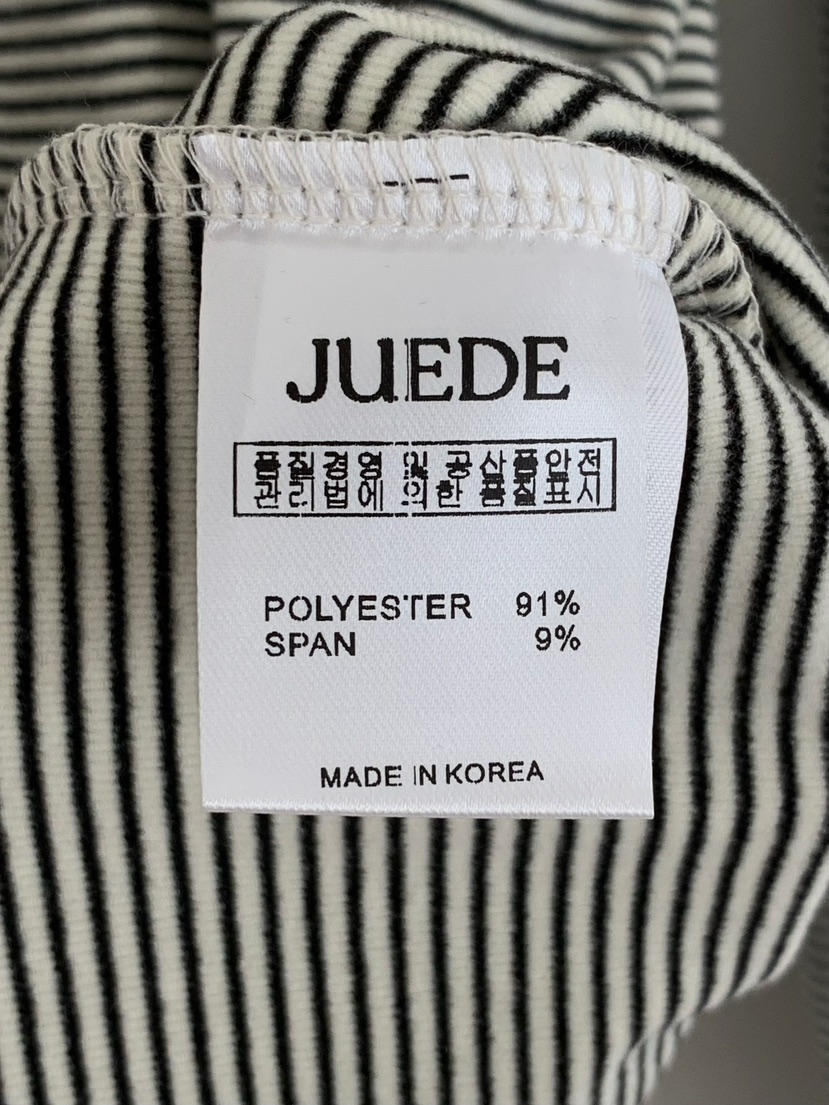 JUEDE
품질경영 및 공산품안전
관리법에 의한 품질표시
POLYESTER 91%
SPAN 9%
MADE IN KOREA